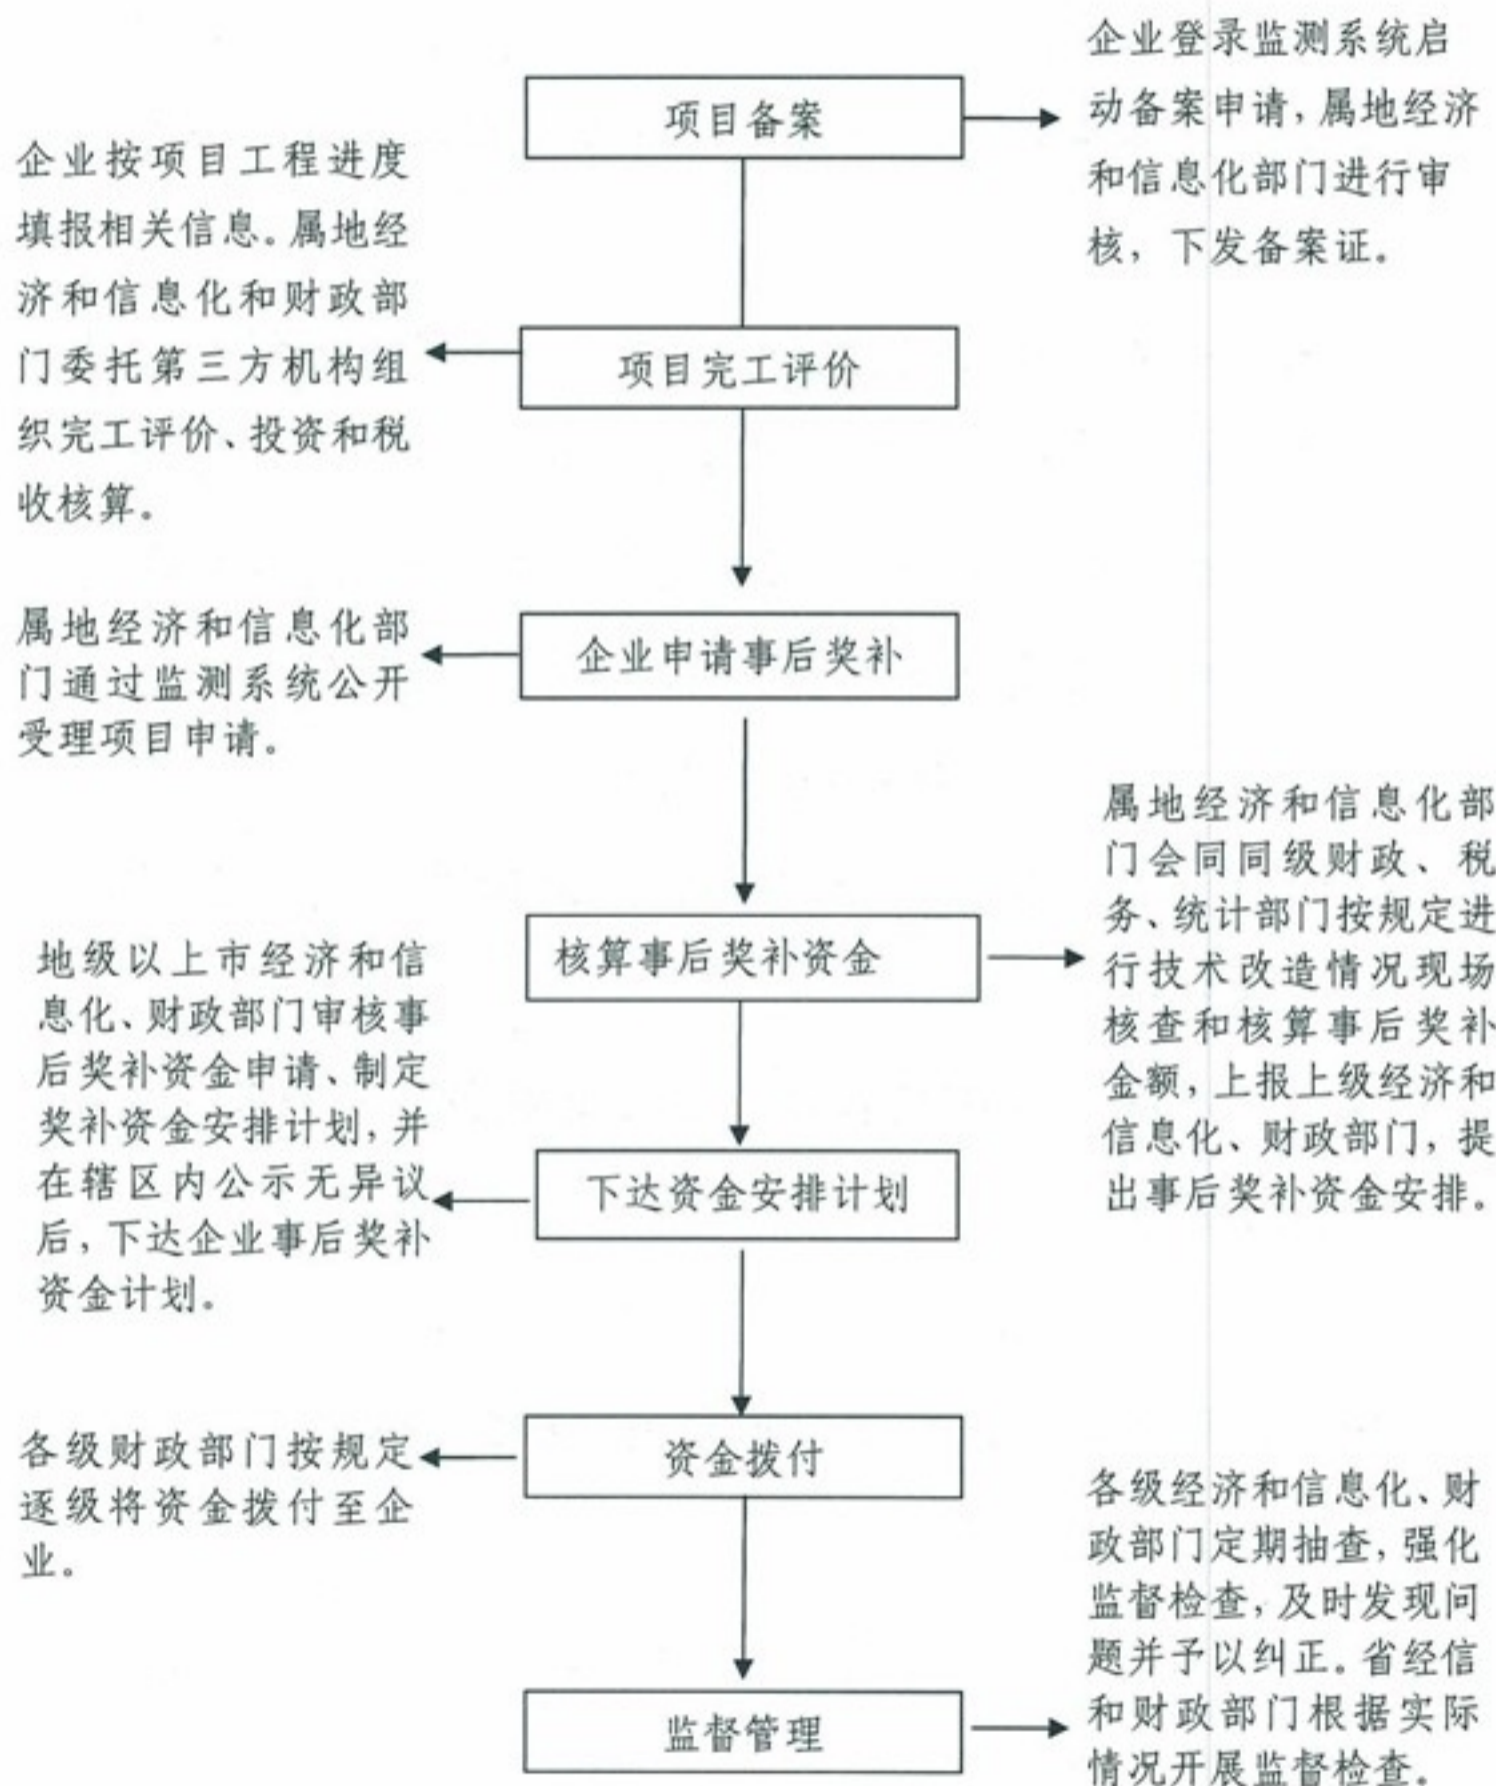 项目备案
企业登录监测系统启
动备案申请，属地经济
和信息化部门进行审
核，下发备案证。
企业按项目工程进度
填报相关信息。属地经
济和信息化和财政部
门委托第三方机构组
织完工评价、投资和税
收核算。
项目完工评价
属地经济和信息化部
门通过监测系统公开
受理项目申请。
企业申请事后奖补
核算事后奖补资金
属地经济和信息化部
门会同同级财政、税
务、统计部门按规定进
行技术改造情况现场
核查和核算事后奖补
金额，上报上级经济和
信息化、财政部门，提
出事后奖补资金安排。
地级以上市经济和信
息化、财政部门审核事
后奖补资金申请、制定
奖补资金安排计划，并
在辖区内公示无异议
后，下达企业事后奖补
资金计划。
下达资金安排计划
各级财政部门按规定
逐级将资金拨付至企
业。
资金拨付
监督管理
各级经济和信息化、财
政部门定期抽查，强化
监督检查，及时发现问
题并予以纠正。省经信
和财政部门根据实际
情况开展监督检查。